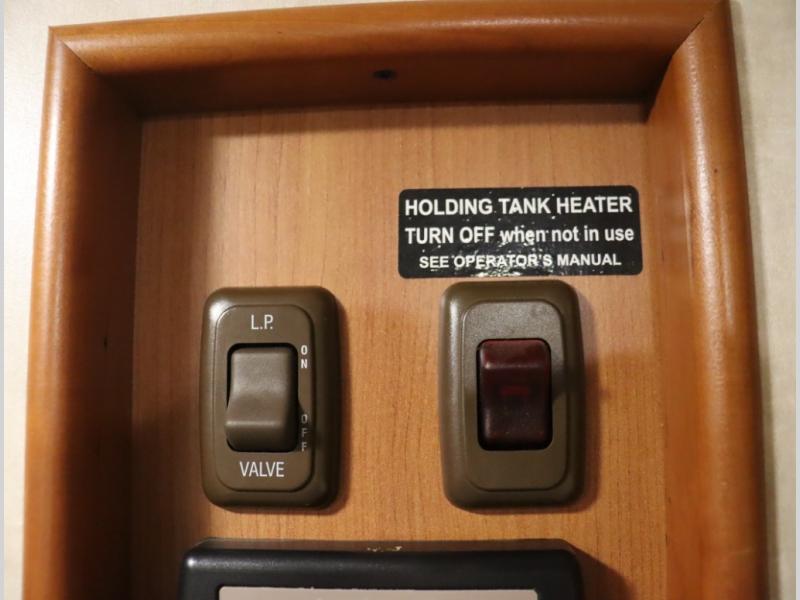 HOLDING TANK HEATER
TURN OFF when not in use
SEE OPERATOR'S MANUAL
L.P.
ON
OFF
VALVE